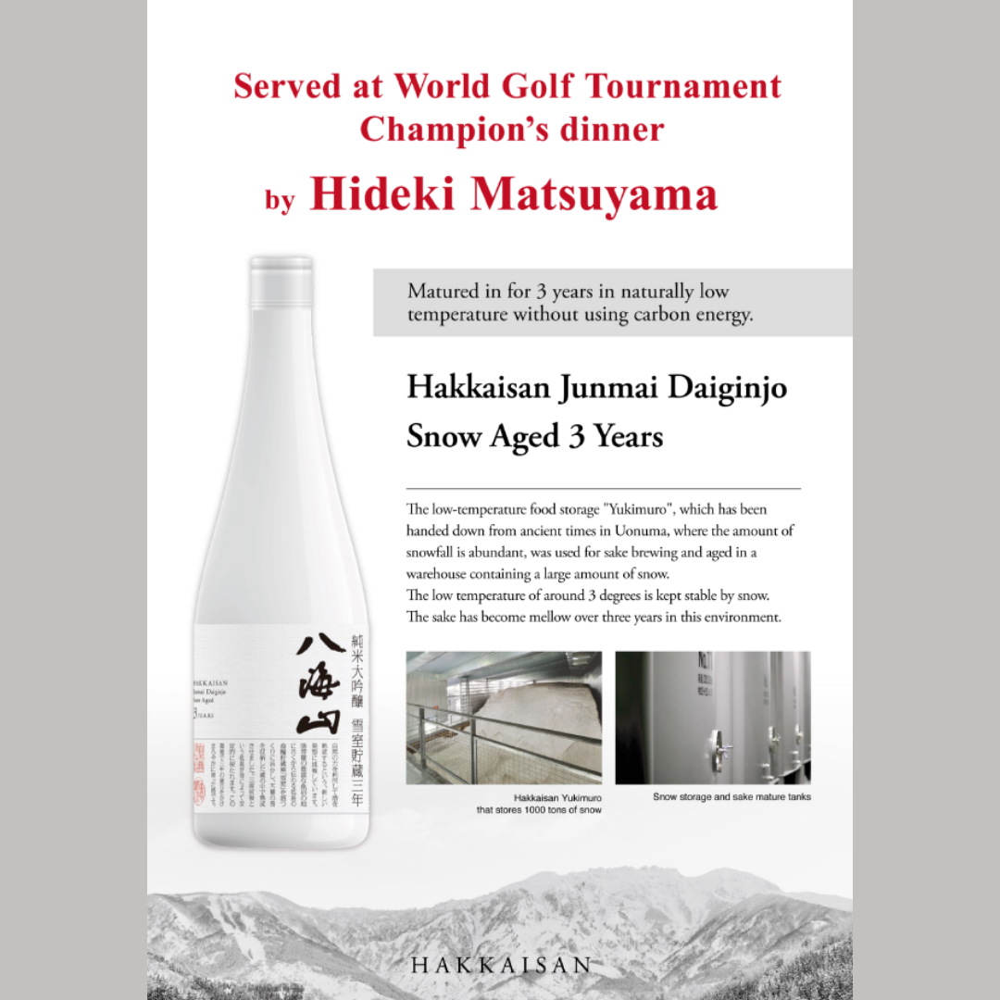 Served at World Golf Tournament
Champion's dinner
by Hideki Matsuyama
Matured in for 3 years in naturally low
temperature without using carbon energy.
Hakkaisan Junmai Daiginjo
Snow Aged 3 Years
The low-temperature food storage "Yukimuro", which has been
handed down from ancient times in Uonuma, where the amount of
snowfall is abundant, was used for sake brewing and aged in a
warehouse containing a large amount of snow.
The low temperature of around 3 degrees is kept stable by snow.
The sake has become mellow over three years in this environment.
純米大吟醸 雪室貯蔵三年
八海山
HAKKAISAN
Junmai Daiginjo
Snow Aged
3 YEARS
Hakkaisan Yukimuro
that stores 1000 tons of snow
Snow storage and sake mature tanks
HAKKAISAN